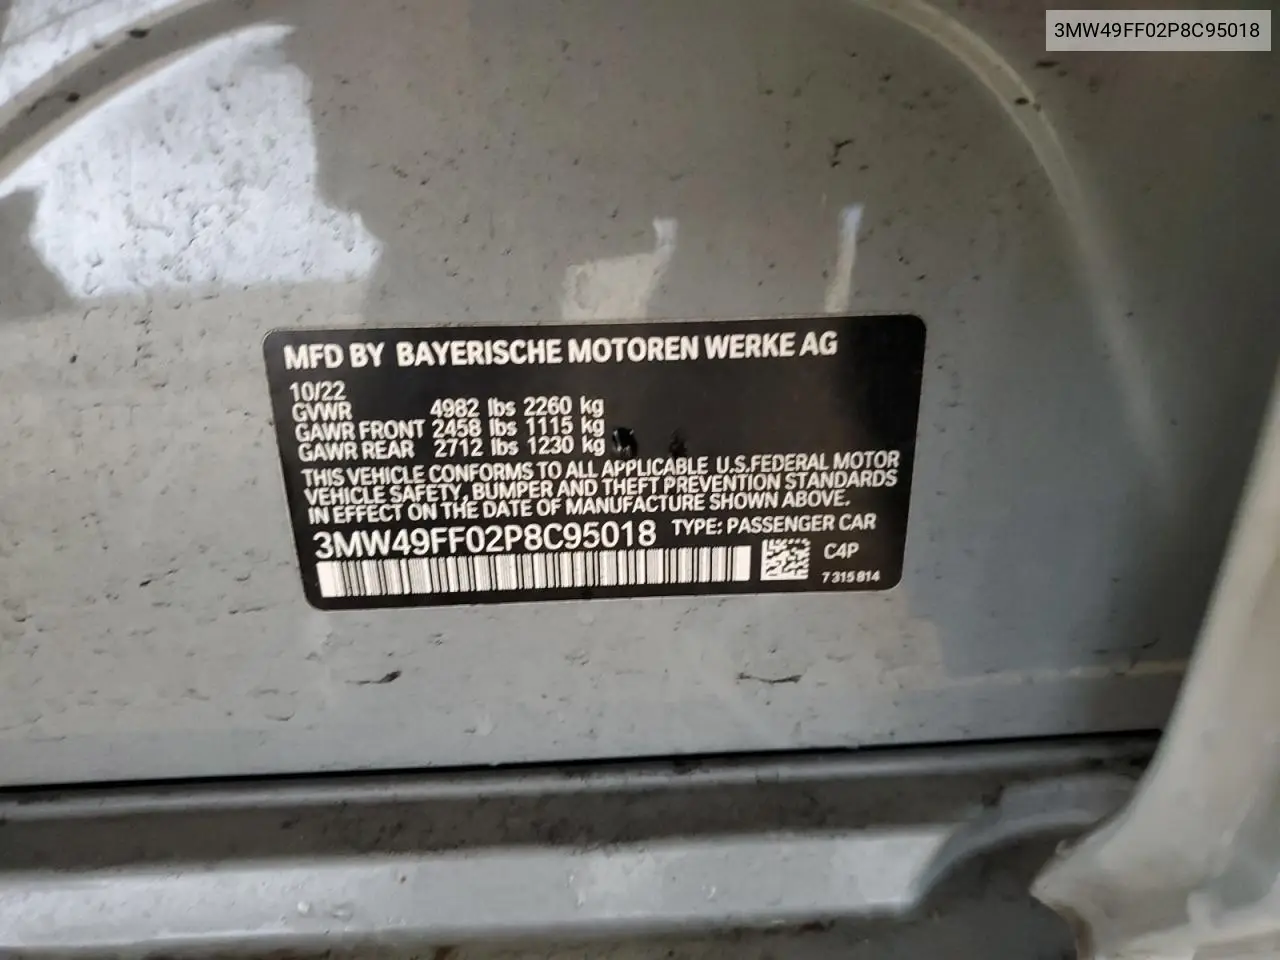 3MW49FF02P8C95018
MFD BY BAYERISCHE MOTOREN WERKE AG
10/22
GVWR 4982 lbs 2260 kg
GAWR FRONT 2458 lbs 1115 kg
GAWR REAR 2712 lbs 1230 kg
THIS VEHICLE CONFORMS TO ALL APPLICABLE U.S.FEDERAL MOTOR
VEHICLE SAFETY, BUMPER AND THEFT PREVENTION STANDARDS
IN EFFECT ON THE DATE OF MANUFACTURE SHOWN ABOVE.
3MW49FF02P8C95018 TYPE: PASSENGER CAR
C4P
7 315 814